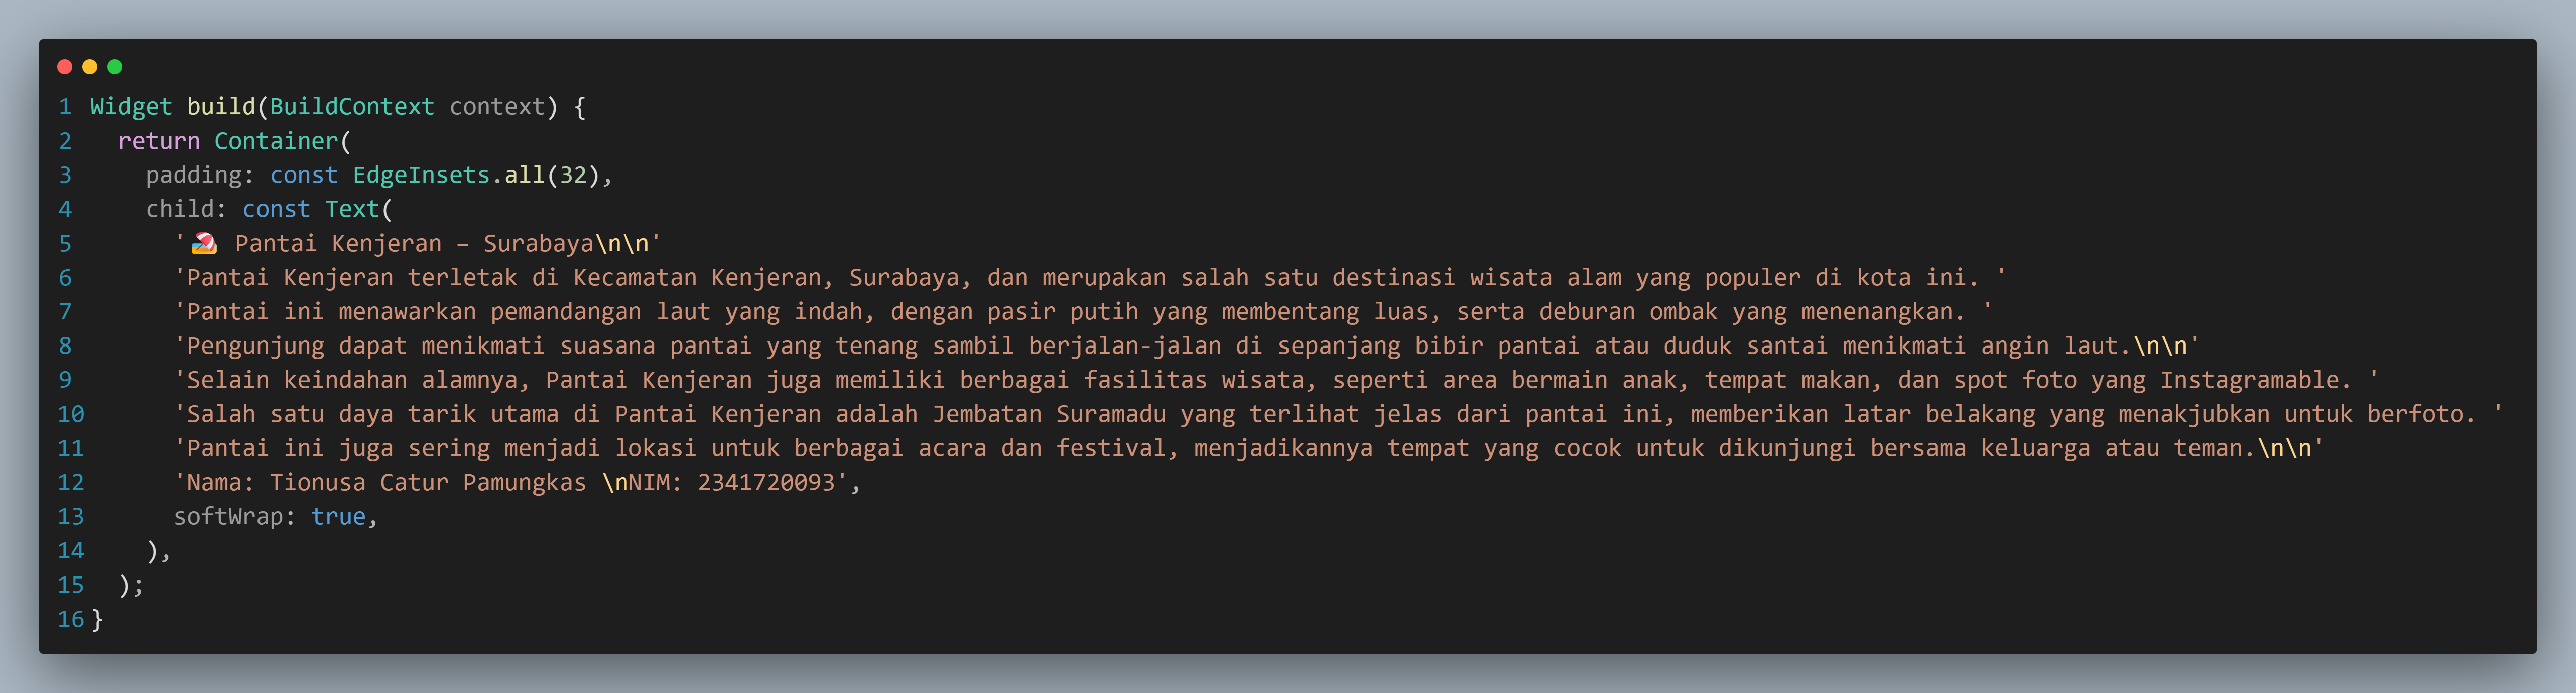 1 Widget build(BuildContext context) {
2   return Container(
3     padding: const EdgeInsets.all(32),
4     child: const Text(
5       '🏖️ Pantai Kenjeran – Surabaya\n\n'
6       'Pantai Kenjeran terletak di Kecamatan Kenjeran, Surabaya, dan merupakan salah satu destinasi wisata alam yang populer di kota ini. '
7       'Pantai ini menawarkan pemandangan laut yang indah, dengan pasir putih yang membentang luas, serta deburan ombak yang menenangkan. '
8       'Pengunjung dapat menikmati suasana pantai yang tenang sambil berjalan-jalan di sepanjang bibir pantai atau duduk santai menikmati angin laut.\n\n'
9       'Selain keindahan alamnya, Pantai Kenjeran juga memiliki berbagai fasilitas wisata, seperti area bermain anak, tempat makan, dan spot foto yang Instagramable. '
10       'Salah satu daya tarik utama di Pantai Kenjeran adalah Jembatan Suramadu yang terlihat jelas dari pantai ini, memberikan latar belakang yang menakjubkan untuk berfoto. '
11       'Pantai ini juga sering menjadi lokasi untuk berbagai acara dan festival, menjadikannya tempat yang cocok untuk dikunjungi bersama keluarga atau teman.\n\n'
12       'Nama: Tionusa Catur Pamungkas \nNIM: 2341720093',
13       softWrap: true,
14     ),
15   );
16 }